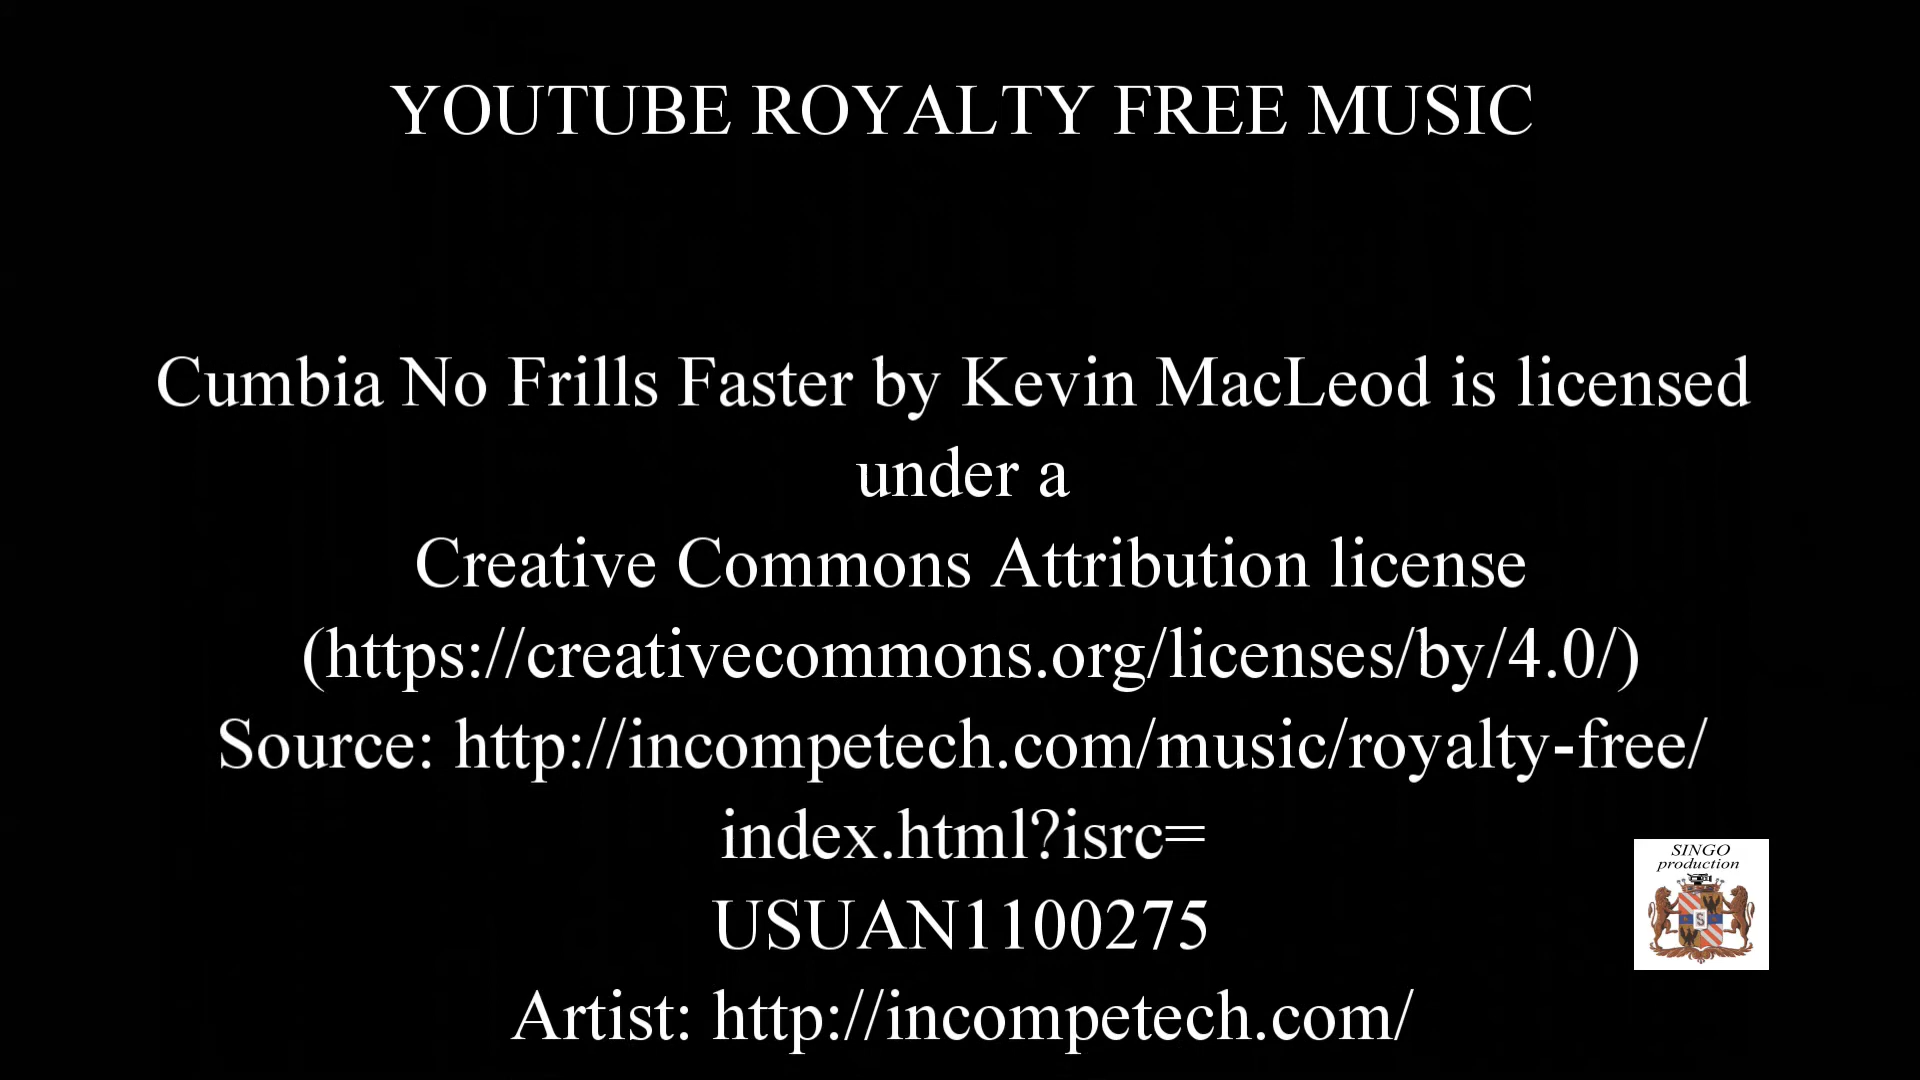 YOUTUBE ROYALTY FREE MUSIC
Cumbia No Frills Faster by Kevin MacLeod is licensed
under a
Creative Commons Attribution license
(https://creativecommons.org/licenses/by/4.0/)
Source: http://incompetech.com/music/royalty-free/
index.html?isrc=
USUAN1100275
Artist: http://incompetech.com/
SINGO
production
S